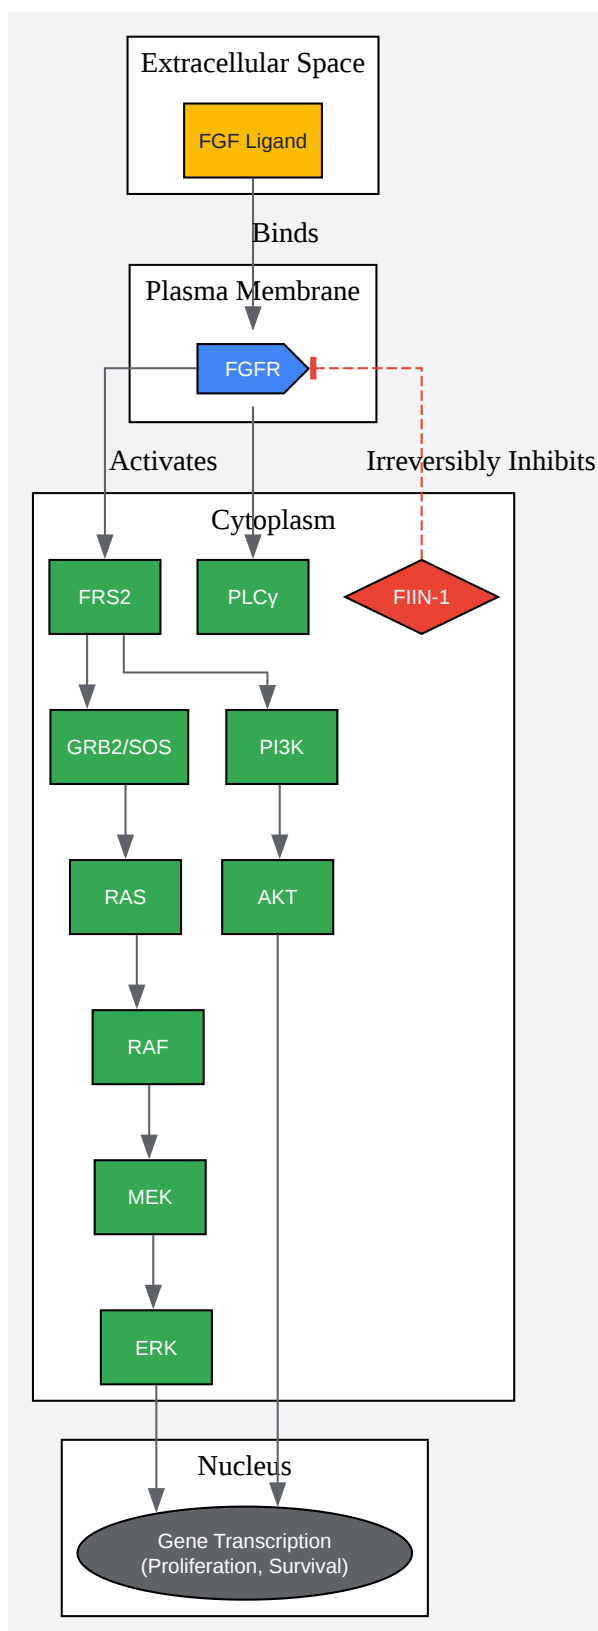 Extracellular Space
FGF Ligand
Binds
Plasma Membrane
FGFR
Activates
Irreversibly Inhibits
Cytoplasm
FRS2
PLCγ
FIIN-1
GRB2/SOS
PI3K
RAS
AKT
RAF
MEK
ERK
Nucleus
Gene Transcription
(Proliferation, Survival)